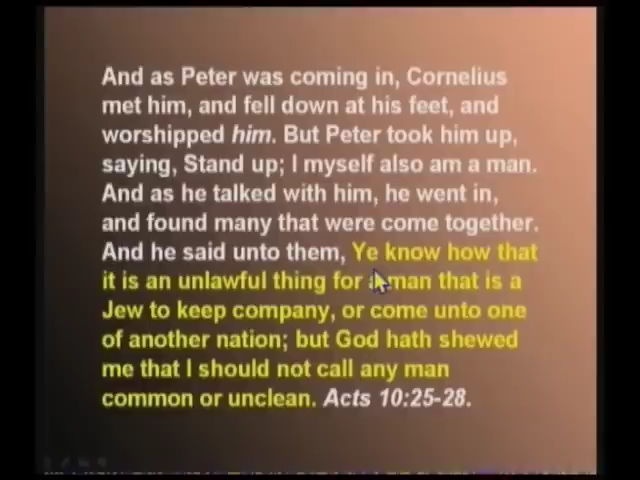 And as Peter was coming in, Cornelius
met him, and fell down at his feet, and
worshipped him. But Peter took him up,
saying, Stand up; I myself also am a man.
And as he talked with him, he went in,
and found many that were come together.
And he said unto them, Ye know how that
it is an unlawful thing for a man that is a
Jew to keep company, or come unto one
of another nation; but God hath shewed
me that I should not call any man
common or unclean. Acts 10:25-28.